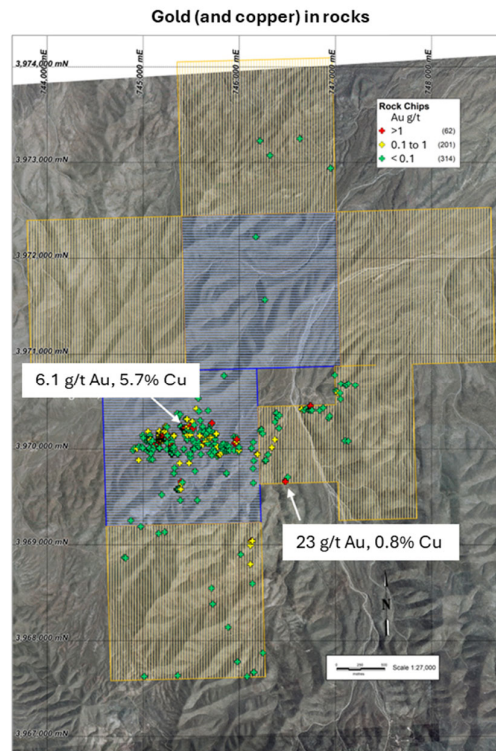 Gold (and copper) in rocks
3,974,000 mN
744,000 mE
745,000 mE
746,000 mE
747,000 mE
748,000 mE
Rock Chips
Au g/t
>1 (62)
0.1 to 1 (201)
< 0.1 (314)
3,973,000 mN
3,972,000 mN
3,971,000 mN
6.1 g/t Au, 5.7% Cu
3,970,000 mN
23 g/t Au, 0.8% Cu
3,969,000 mN
N
3,968,000 mN
metres
Scale 1:27,000
3,967,000 mN